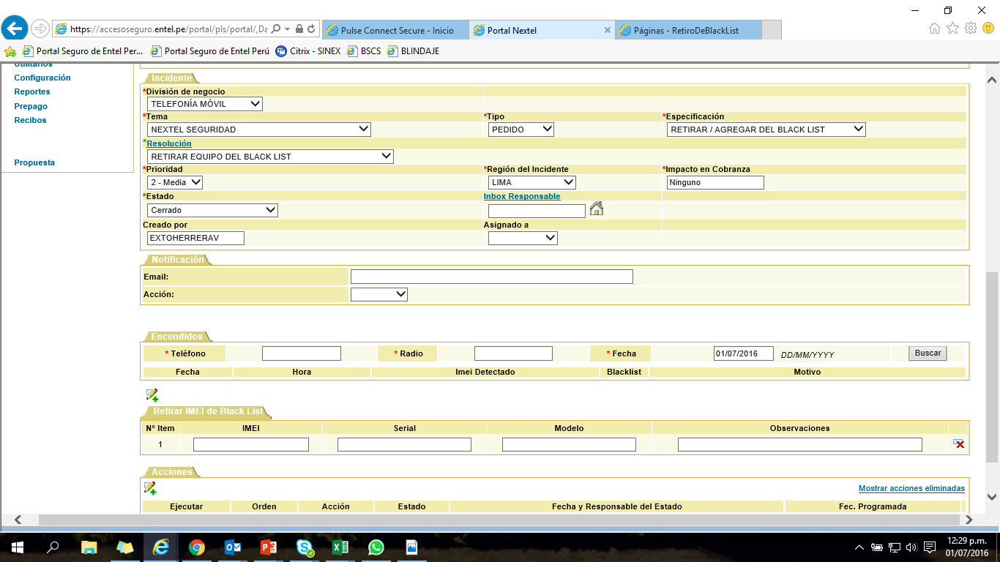 https://accesoseguro.entel.pe/portal/pls/portal/,Da
Pulse Connect Secure - Inicio
Portal Nextel
Páginas - RetiroDeBlackList
Portal Seguro de Entel Per...
Portal Seguro de Entel Perú
Citrix - SINEX
BSCS
BLINDAJE
Utilitarios
Configuración
Reportes
Prepago
Recibos
Propuesta
Incidente
*División de negocio
TELEFONÍA MÓVIL
*Tema *Tipo *Especificación
NEXTEL SEGURIDAD PEDIDO RETIRAR / AGREGAR DEL BLACK LIST
*Resolución
RETIRAR EQUIPO DEL BLACK LIST
*Prioridad *Región del Incidente *Impacto en Cobranza
2 - Media LIMA Ninguno
*Estado Inbox Responsable
Cerrado
Creado por Asignado a
EXTOHERRERAV
Notificación
Email:
Acción:
Encendidos
* Teléfono * Radio * Fecha 01/07/2016 DD/MM/YYYY Buscar
Fecha Hora Imei Detectado Blacklist Motivo
Retirar IMEI de Black List
N° Item IMEI Serial Modelo Observaciones
1
Acciones
Mostrar acciones eliminadas
Ejecutar Orden Acción Estado Fecha y Responsable del Estado Fec. Programada
12:29 p.m.
01/07/2016